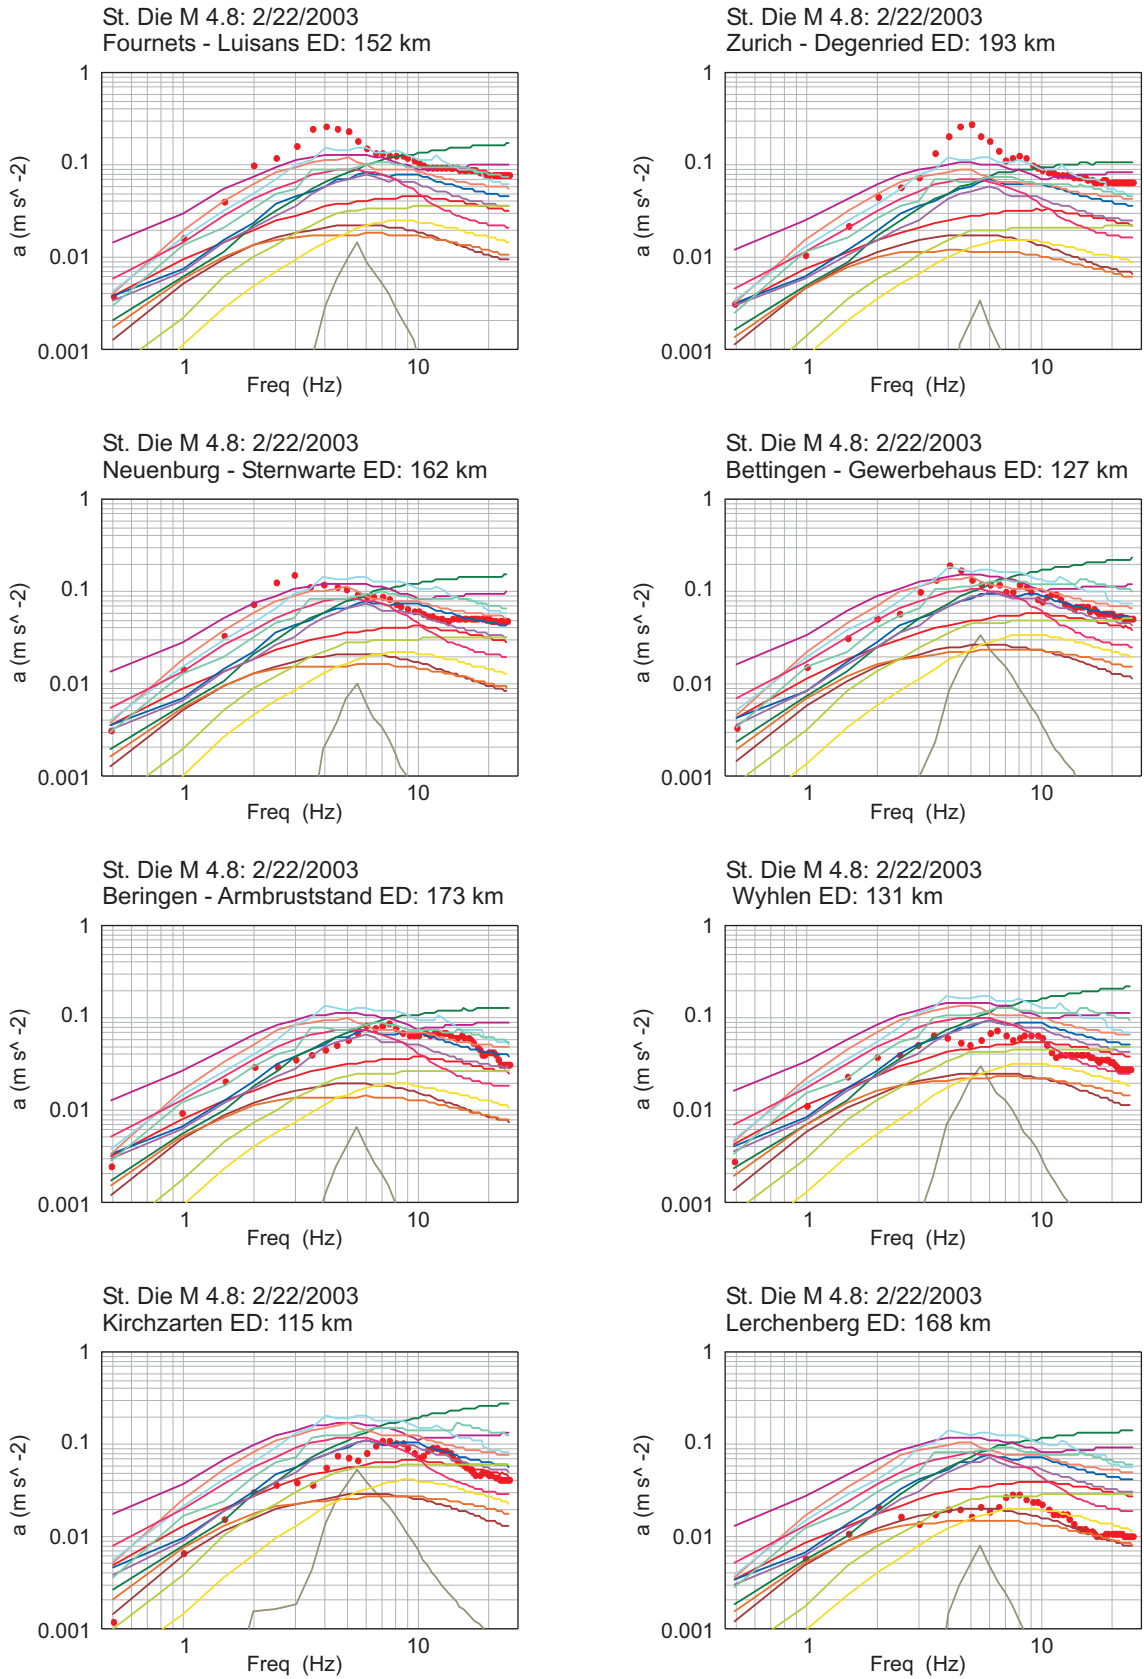 St. Die M 4.8: 2/22/2003
Fournets - Luisans ED: 152 km
1
0.1
0.01
0.001
a (m s^ -2)
1
10
Freq (Hz)
St. Die M 4.8: 2/22/2003
Zurich - Degenried ED: 193 km
1
0.1
0.01
0.001
a (m s^ -2)
1
10
Freq (Hz)
St. Die M 4.8: 2/22/2003
Neuenburg - Sternwarte ED: 162 km
1
0.1
0.01
0.001
a (m s^ -2)
1
10
Freq (Hz)
St. Die M 4.8: 2/22/2003
Bettingen - Gewerbehaus ED: 127 km
1
0.1
0.01
0.001
a (m s^ -2)
1
10
Freq (Hz)
St. Die M 4.8: 2/22/2003
Beringen - Armbruststand ED: 173 km
1
0.1
0.01
0.001
a (m s^ -2)
1
10
Freq (Hz)
St. Die M 4.8: 2/22/2003
Wyhlen ED: 131 km
1
0.1
0.01
0.001
a (m s^ -2)
1
10
Freq (Hz)
St. Die M 4.8: 2/22/2003
Kirchzarten ED: 115 km
1
0.1
0.01
0.001
a (m s^ -2)
1
10
Freq (Hz)
St. Die M 4.8: 2/22/2003
Lerchenberg ED: 168 km
1
0.1
0.01
0.001
a (m s^ -2)
1
10
Freq (Hz)